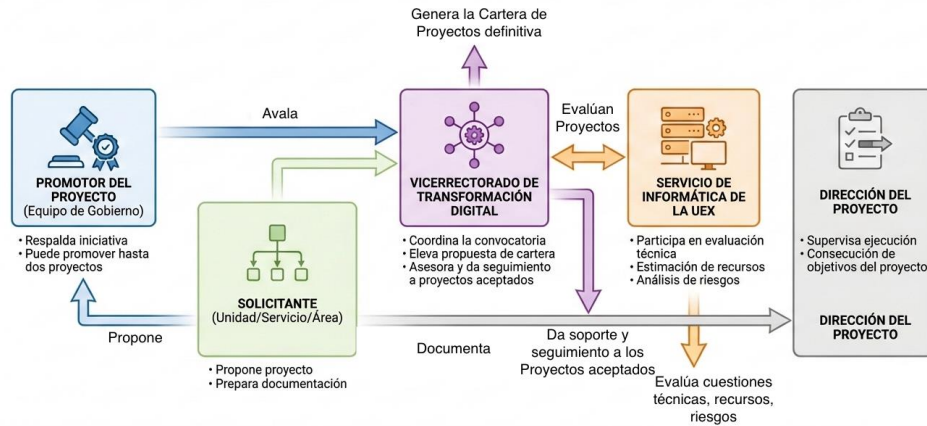 Genera la Cartera de
Proyectos definitiva
Avala
Evalúan
Proyectos
PROMOTOR DEL
PROYECTO
(Equipo de Gobierno)
• Respalda iniciativa
• Puede promover hasta
dos proyectos
Propone
SOLICITANTE
(Unidad/Servicio/Área)
• Propone proyecto
• Prepara documentación
VICERRECTORADO DE
TRANSFORMACIÓN
DIGITAL
• Coordina la convocatoria
• Eleva propuesta de cartera
• Asesora y da seguimiento
a proyectos aceptados
SERVICIO DE
INFORMÁTICA DE
LA UEX
• Participa en evaluación
técnica
• Estimación de recursos
• Análisis de riesgos
DIRECCIÓN DEL
PROYECTO
• Supervisa ejecución
• Consecución de
objetivos del proyecto
DIRECCIÓN DEL
PROYECTO
Documenta
Da soporte y
seguimiento a los
Proyectos aceptados
Evalúa cuestiones
técnicas, recursos,
riesgos